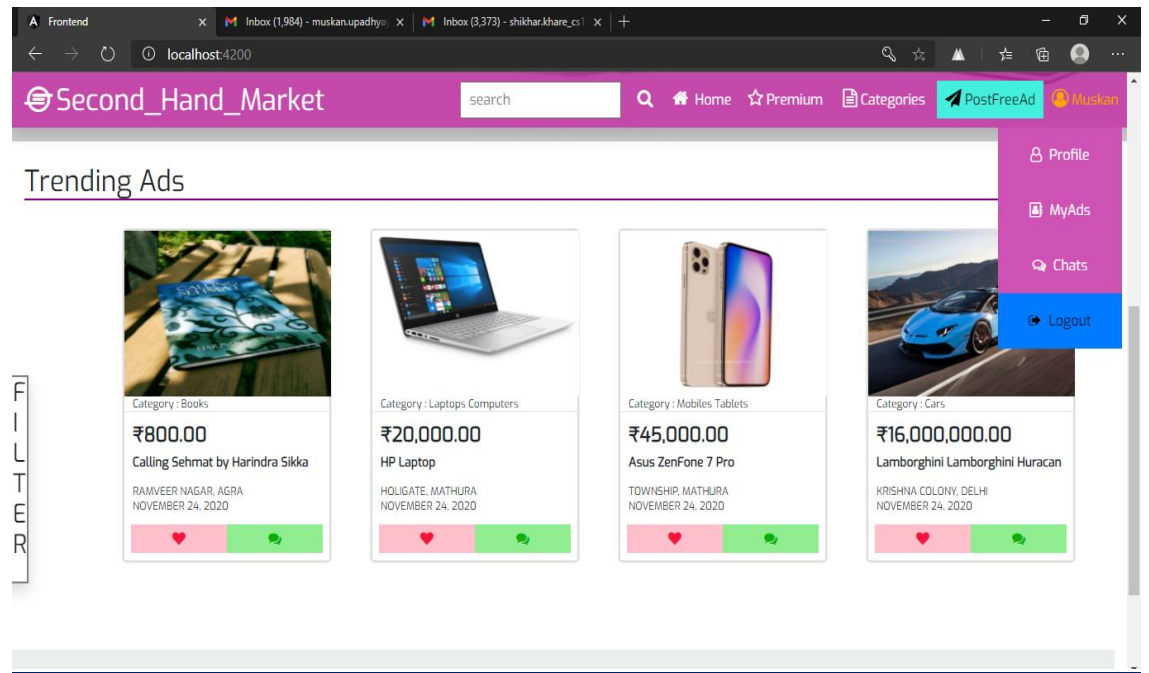 Frontend
Inbox (1,984) - muskan.upadhya
Inbox (3,373) - shikhar.khare_cs1
localhost:4200
Second_Hand_Market
search
Home
Premium
Categories
PostFreeAd
Muskan
Profile
MyAds
Chats
Logout
Trending Ads
FILTER
Category : Books
₹800.00
Calling Sehmat by Harindra Sikka
RAMVEER NAGAR, AGRA
NOVEMBER 24, 2020
Category : Laptops Computers
₹20,000.00
HP Laptop
HOLIGATE, MATHURA
NOVEMBER 24, 2020
Category : Mobiles Tablets
₹45,000.00
Asus ZenFone 7 Pro
TOWNSHIP, MATHURA
NOVEMBER 24, 2020
Category : Cars
₹16,000,000.00
Lamborghini Lamborghini Huracan
KRISHNA COLONY, DELHI
NOVEMBER 24, 2020